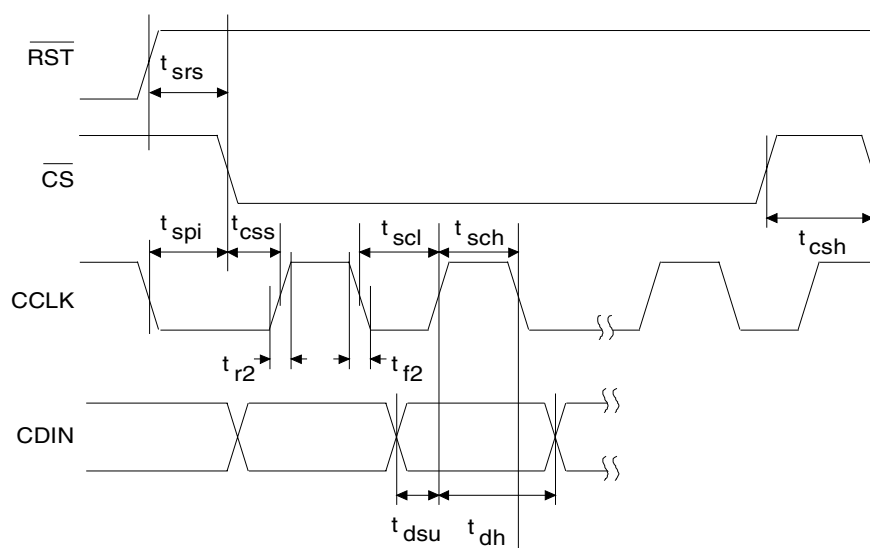 RST
t srs
CS
t spi
t css
t scl
t sch
t csh
CCLK
t r2
t f2
CDIN
t dsu
t dh